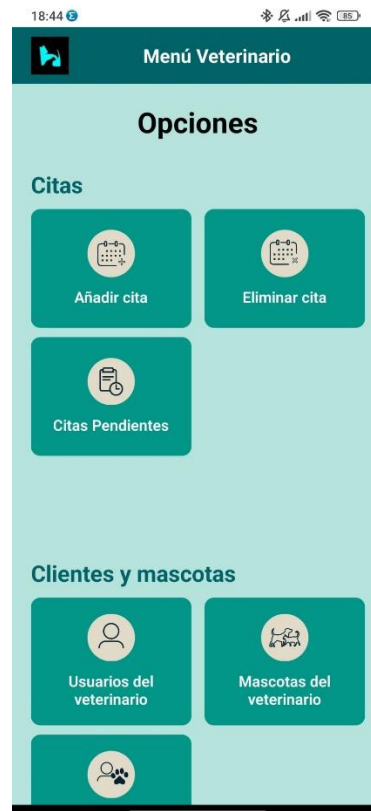 18:44
85
Menú Veterinario
Opciones
Citas
Añadir cita
Eliminar cita
Citas Pendientes
Clientes y mascotas
Usuarios del
veterinario
Mascotas del
veterinario